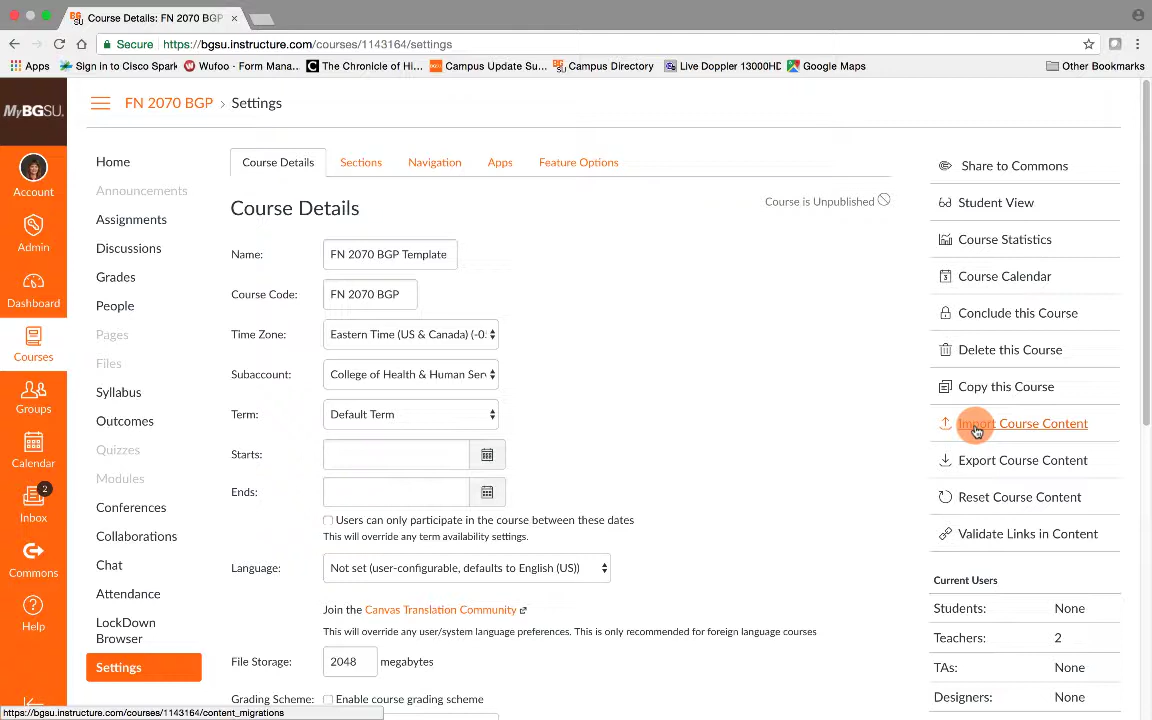 Course Details: FN 2070 BGP
Secure https://bgsu.instructure.com/courses/1143164/settings
Apps Sign in to Cisco Spark Wufoo - Form Mana... The Chronicle of Hi... Campus Update Su... Campus Directory Live Doppler 13000HD Google Maps Other Bookmarks
MyBGSU.
Account
Admin
Dashboard
Courses
Groups
Calendar
2
Inbox
Commons
Help
FN 2070 BGP > Settings
Home
Announcements
Assignments
Discussions
Grades
People
Pages
Files
Syllabus
Outcomes
Quizzes
Modules
Conferences
Collaborations
Chat
Attendance
LockDown
Browser
Settings
Course Details Sections Navigation Apps Feature Options
Course Details
Course is Unpublished
Name: FN 2070 BGP Template
Course Code: FN 2070 BGP
Time Zone: Eastern Time (US & Canada) (-0
Subaccount: College of Health & Human Serv
Term: Default Term
Starts:
Ends:
Users can only participate in the course between these dates
This will override any term availability settings.
Language: Not set (user-configurable, defaults to English (US))
Join the Canvas Translation Community
This will override any user/system language preferences. This is only recommended for foreign language courses
File Storage: 2048 megabytes
Grading Scheme: Enable course grading scheme
Share to Commons
Student View
Course Statistics
Course Calendar
Conclude this Course
Delete this Course
Copy this Course
Import Course Content
Export Course Content
Reset Course Content
Validate Links in Content
Current Users
Students: None
Teachers: 2
TAs: None
Designers: None
https://bgsu.instructure.com/courses/1143164/content_migrations